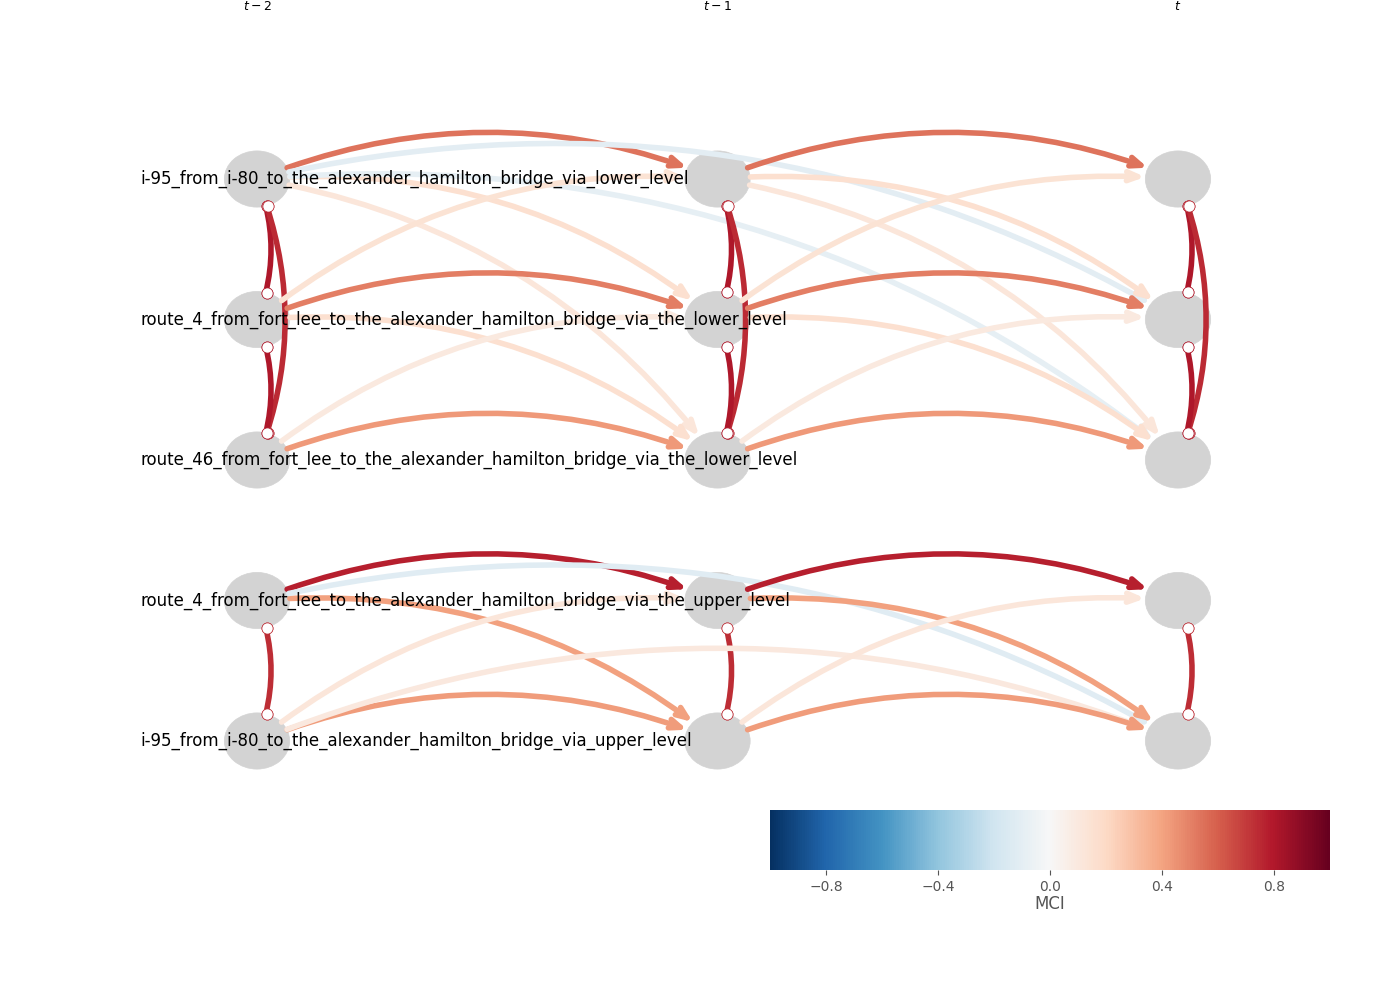 t − 2 t − 1 t
i-95_from_i-80_to_the_alexander_hamilton_bridge_via_lower_level
route_4_from_fort_lee_to_the_alexander_hamilton_bridge_via_the_lower_level
route_46_from_fort_lee_to_the_alexander_hamilton_bridge_via_the_lower_level
route_4_from_fort_lee_to_the_alexander_hamilton_bridge_via_the_upper_level
i-95_from_i-80_to_the_alexander_hamilton_bridge_via_upper_level
−0.8 −0.4 0.0 0.4 0.8
MCI